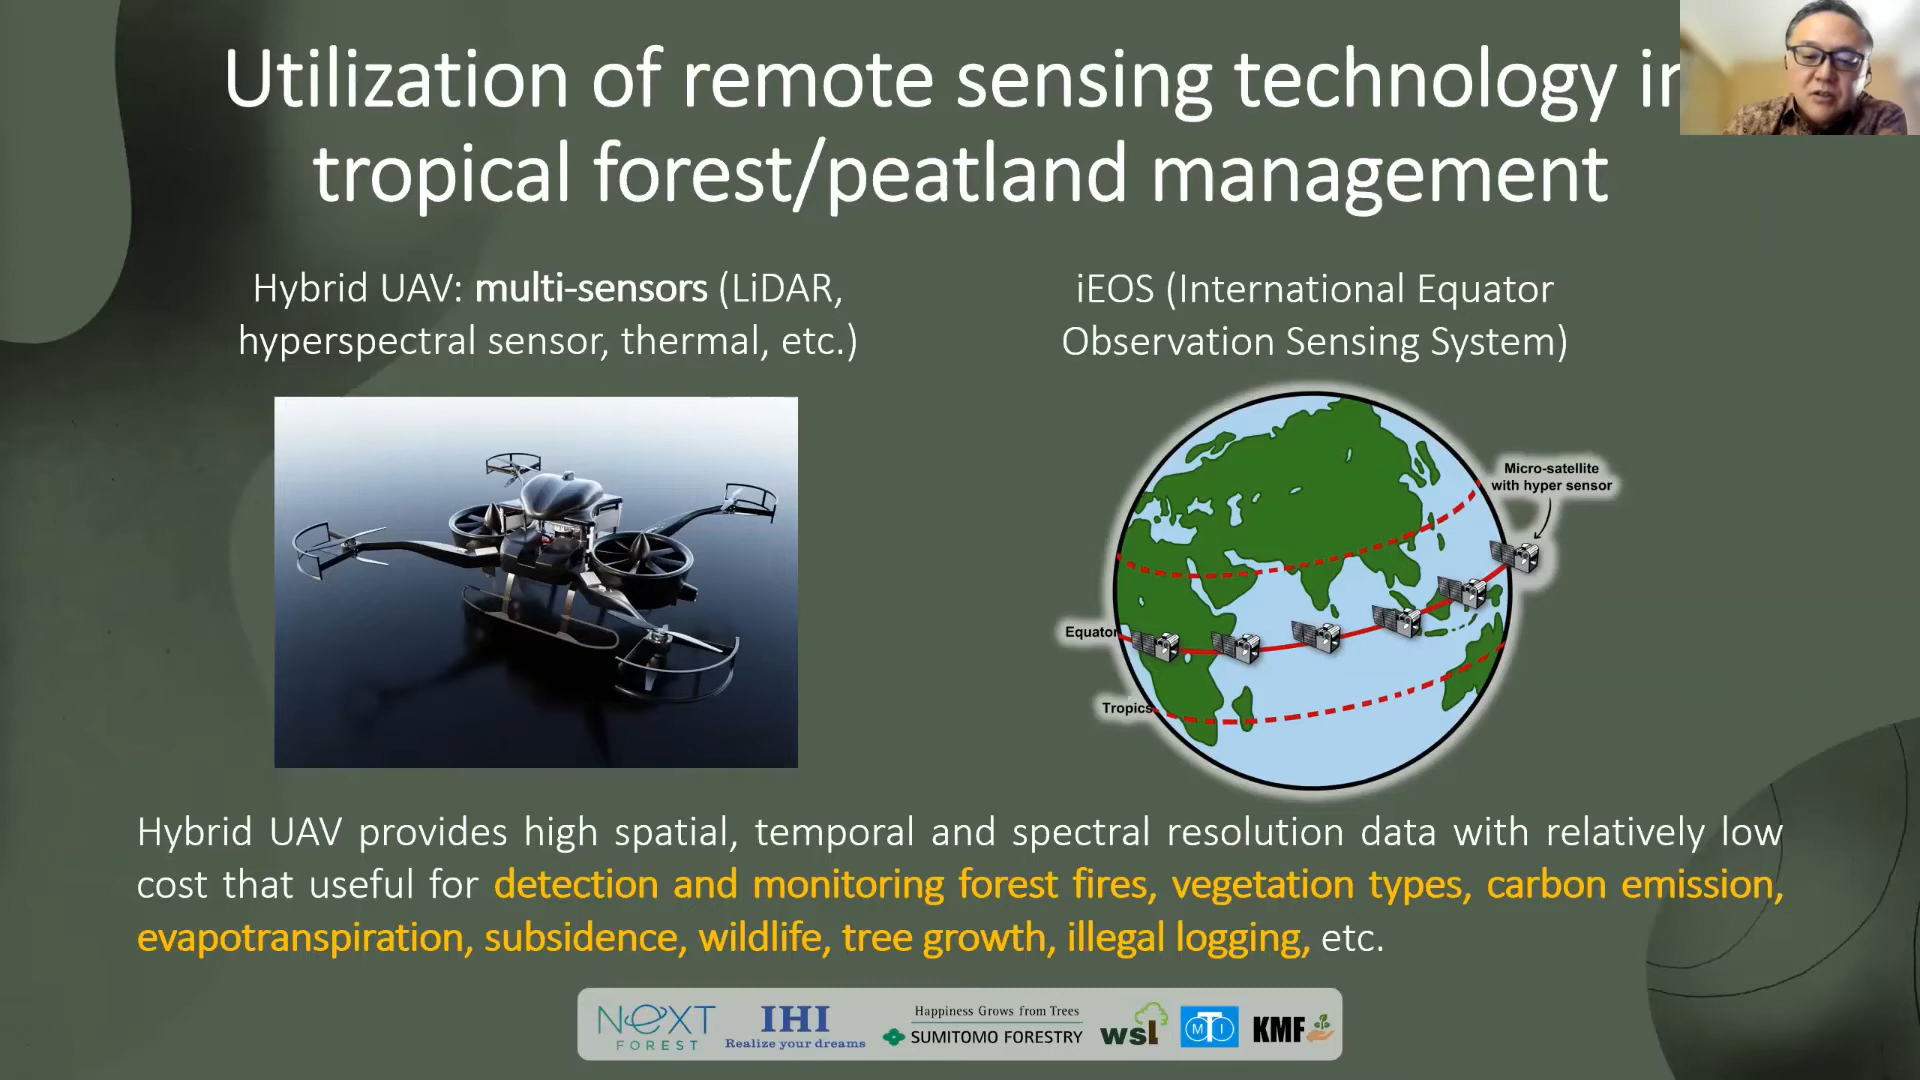 Utilization of remote sensing technology in
tropical forest/peatland management
Hybrid UAV: multi-sensors (LiDAR,
hyperspectral sensor, thermal, etc.)
iEOS (International Equator
Observation Sensing System)
Micro-satellite
with hyper sensor
Equator
Tropics
Hybrid UAV provides high spatial, temporal and spectral resolution data with relatively low
cost that useful for detection and monitoring forest fires, vegetation types, carbon emission,
evapotranspiration, subsidence, wildlife, tree growth, illegal logging, etc.
NeXT
FOREST
IHI
Realize your dreams
Happiness Grows from Trees
SUMITOMO FORESTRY
WSL
MTI
KMF